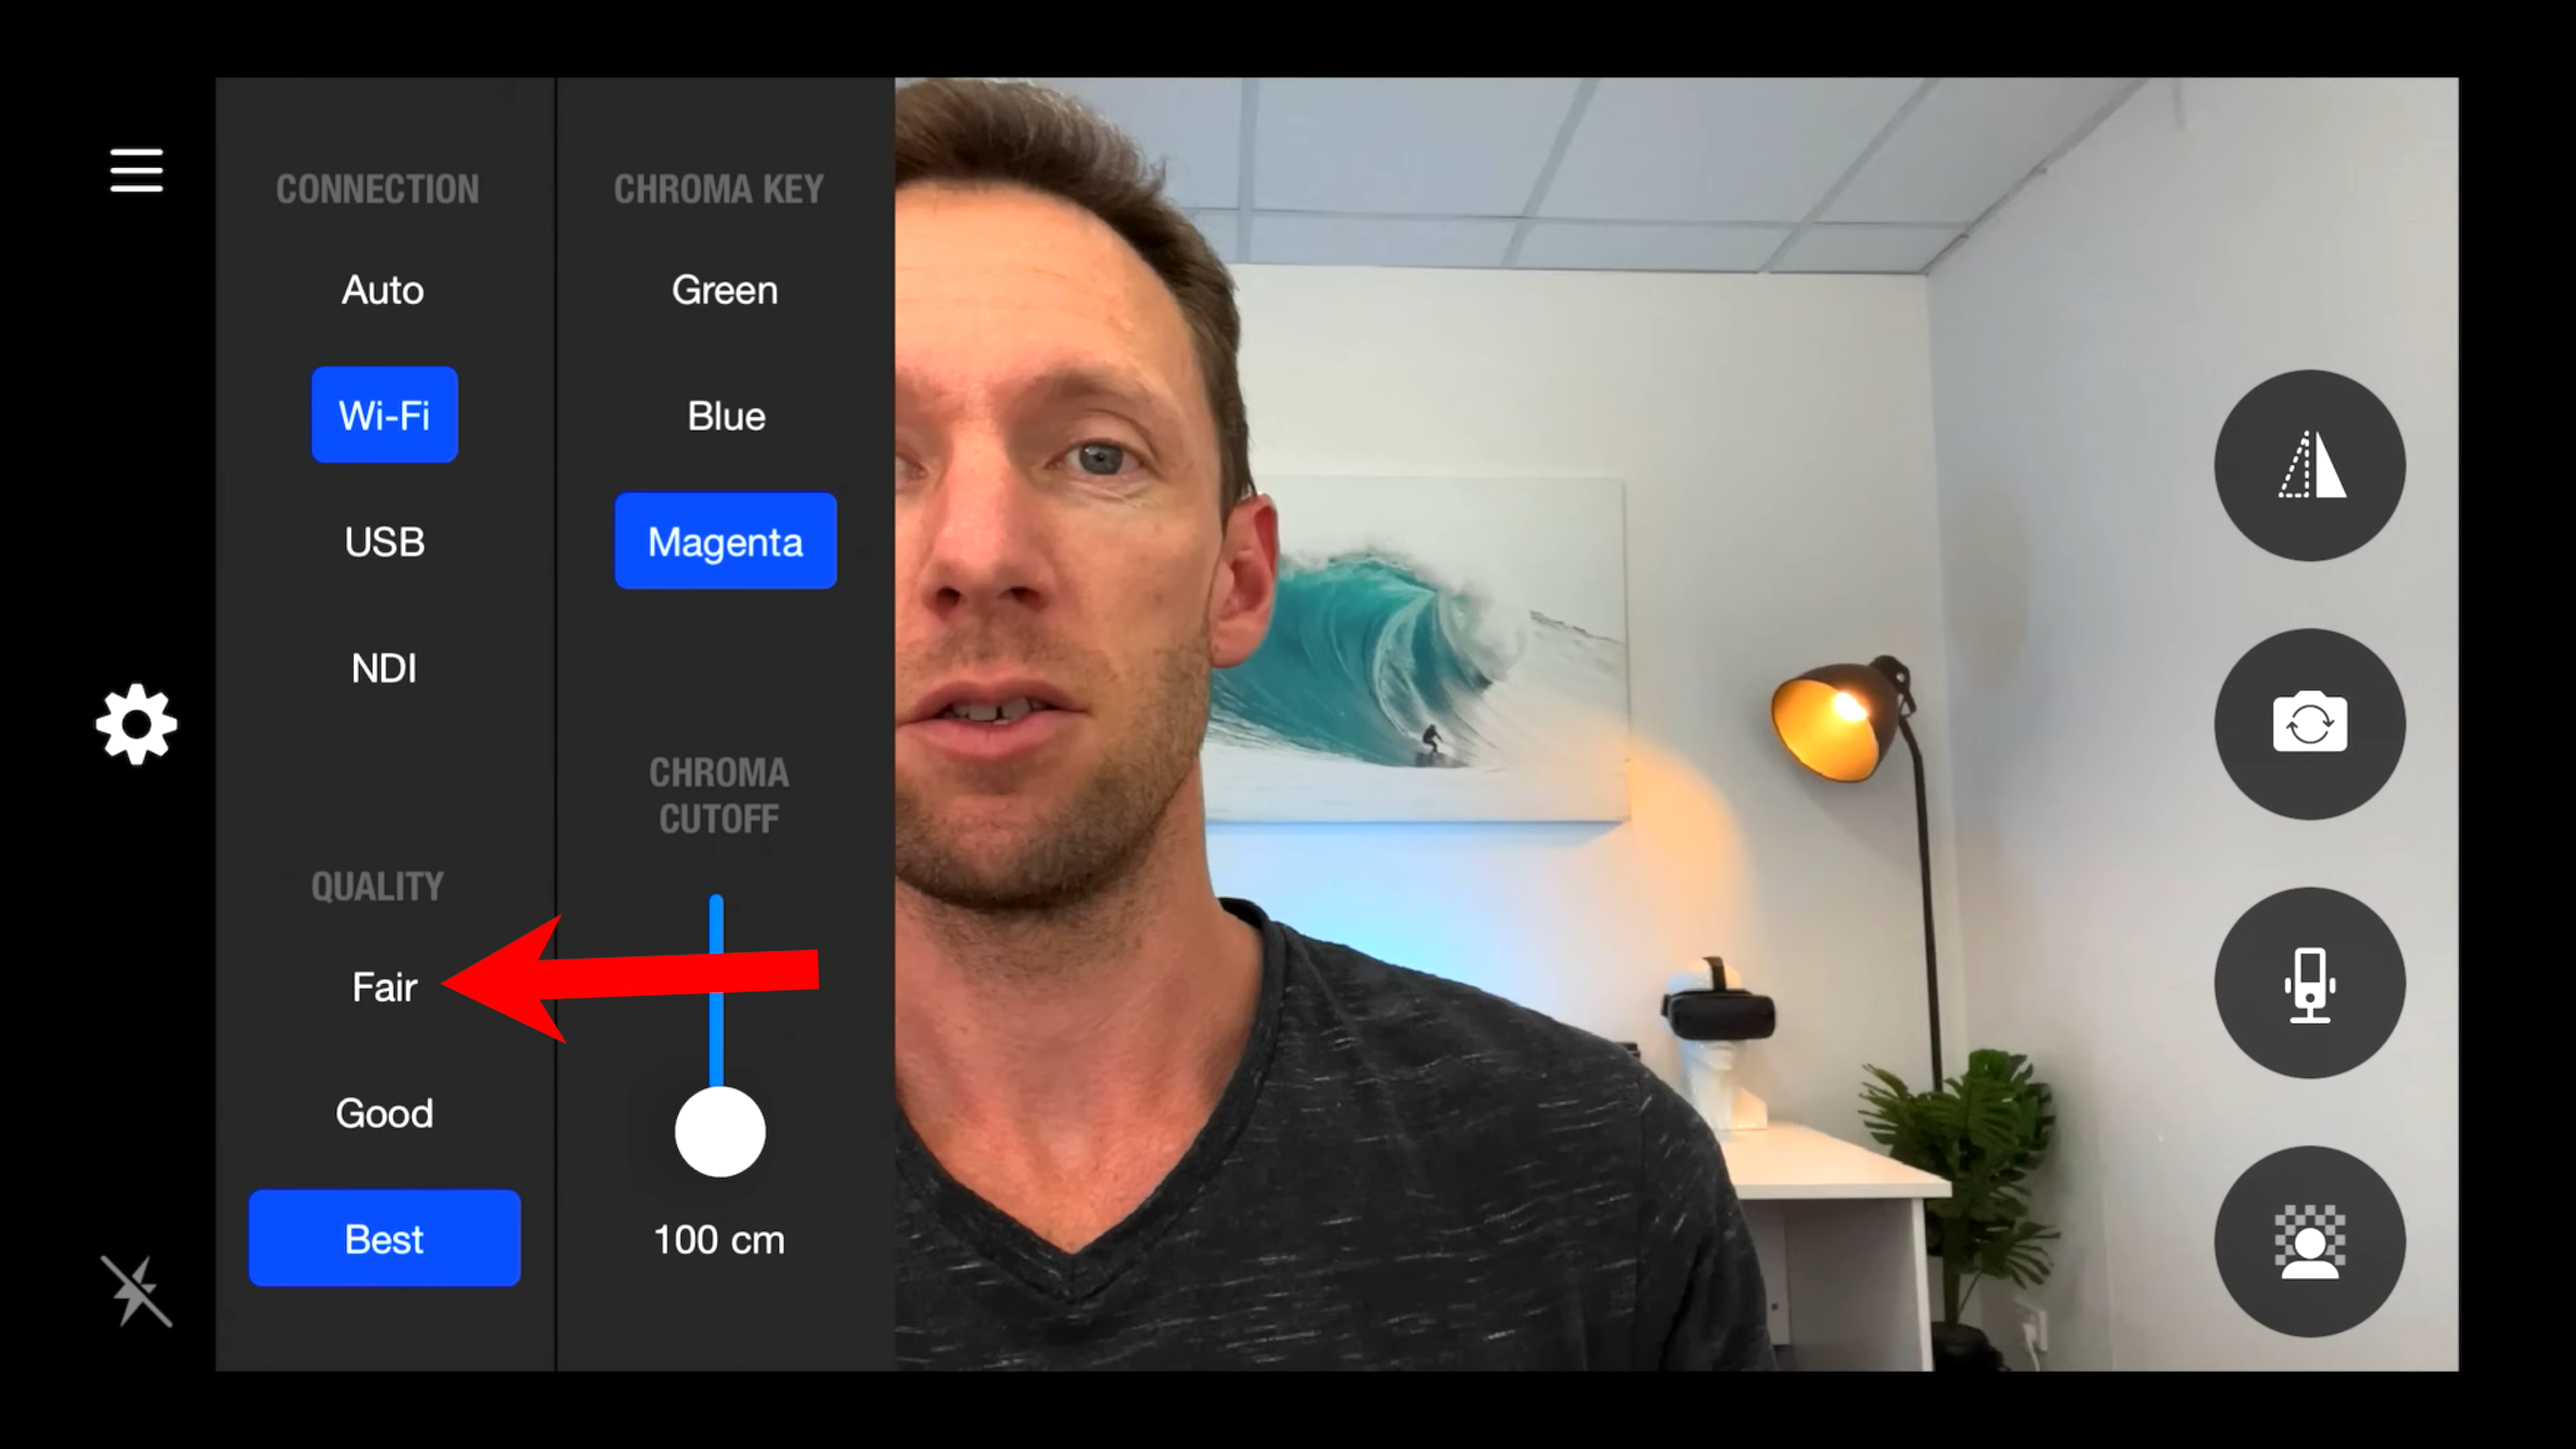 CONNECTION
Auto
Wi-Fi
USB
NDI
QUALITY
Fair
Good
Best
CHROMA KEY
Green
Blue
Magenta
CHROMA
CUTOFF
100 cm